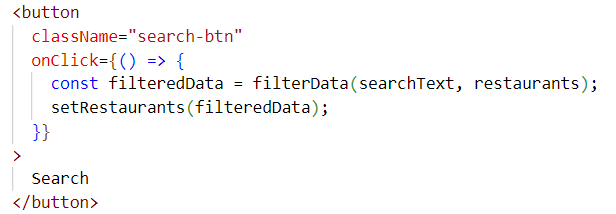 <button
  className="search-btn"
  onClick={() => {
    const filteredData = filterData(searchText, restaurants);
    setRestaurants(filteredData);
  }}
>
  Search
</button>